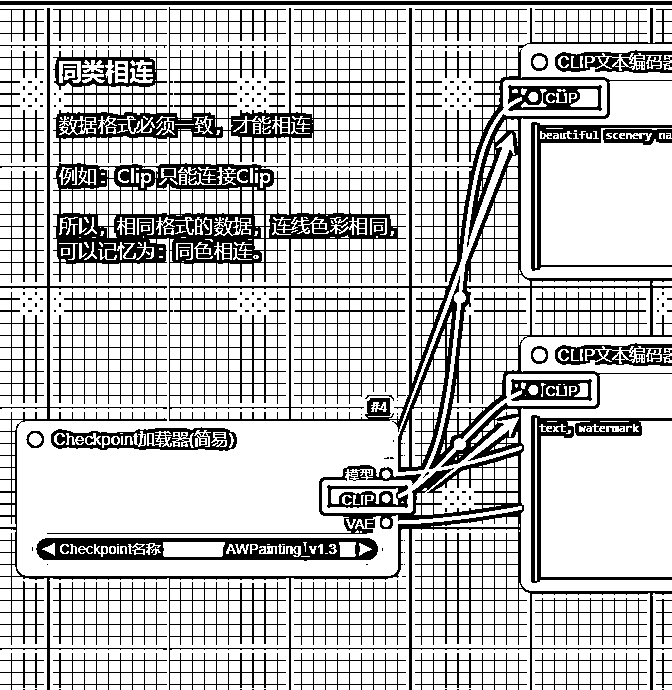 同类相连
数据格式必须一致，才能相连
例如：Clip 只能连接Clip
所以，相同格式的数据，连线色彩相同，
可以记忆为：同色相连。
CLIP文本编码器
CLIP
beautiful scenery na
CLIP文本编码器
CLIP
text, watermark
#4
Checkpoint加载器(简易)
模型
CLIP
VAE
Checkpoint名称 AWPainting_v1.3